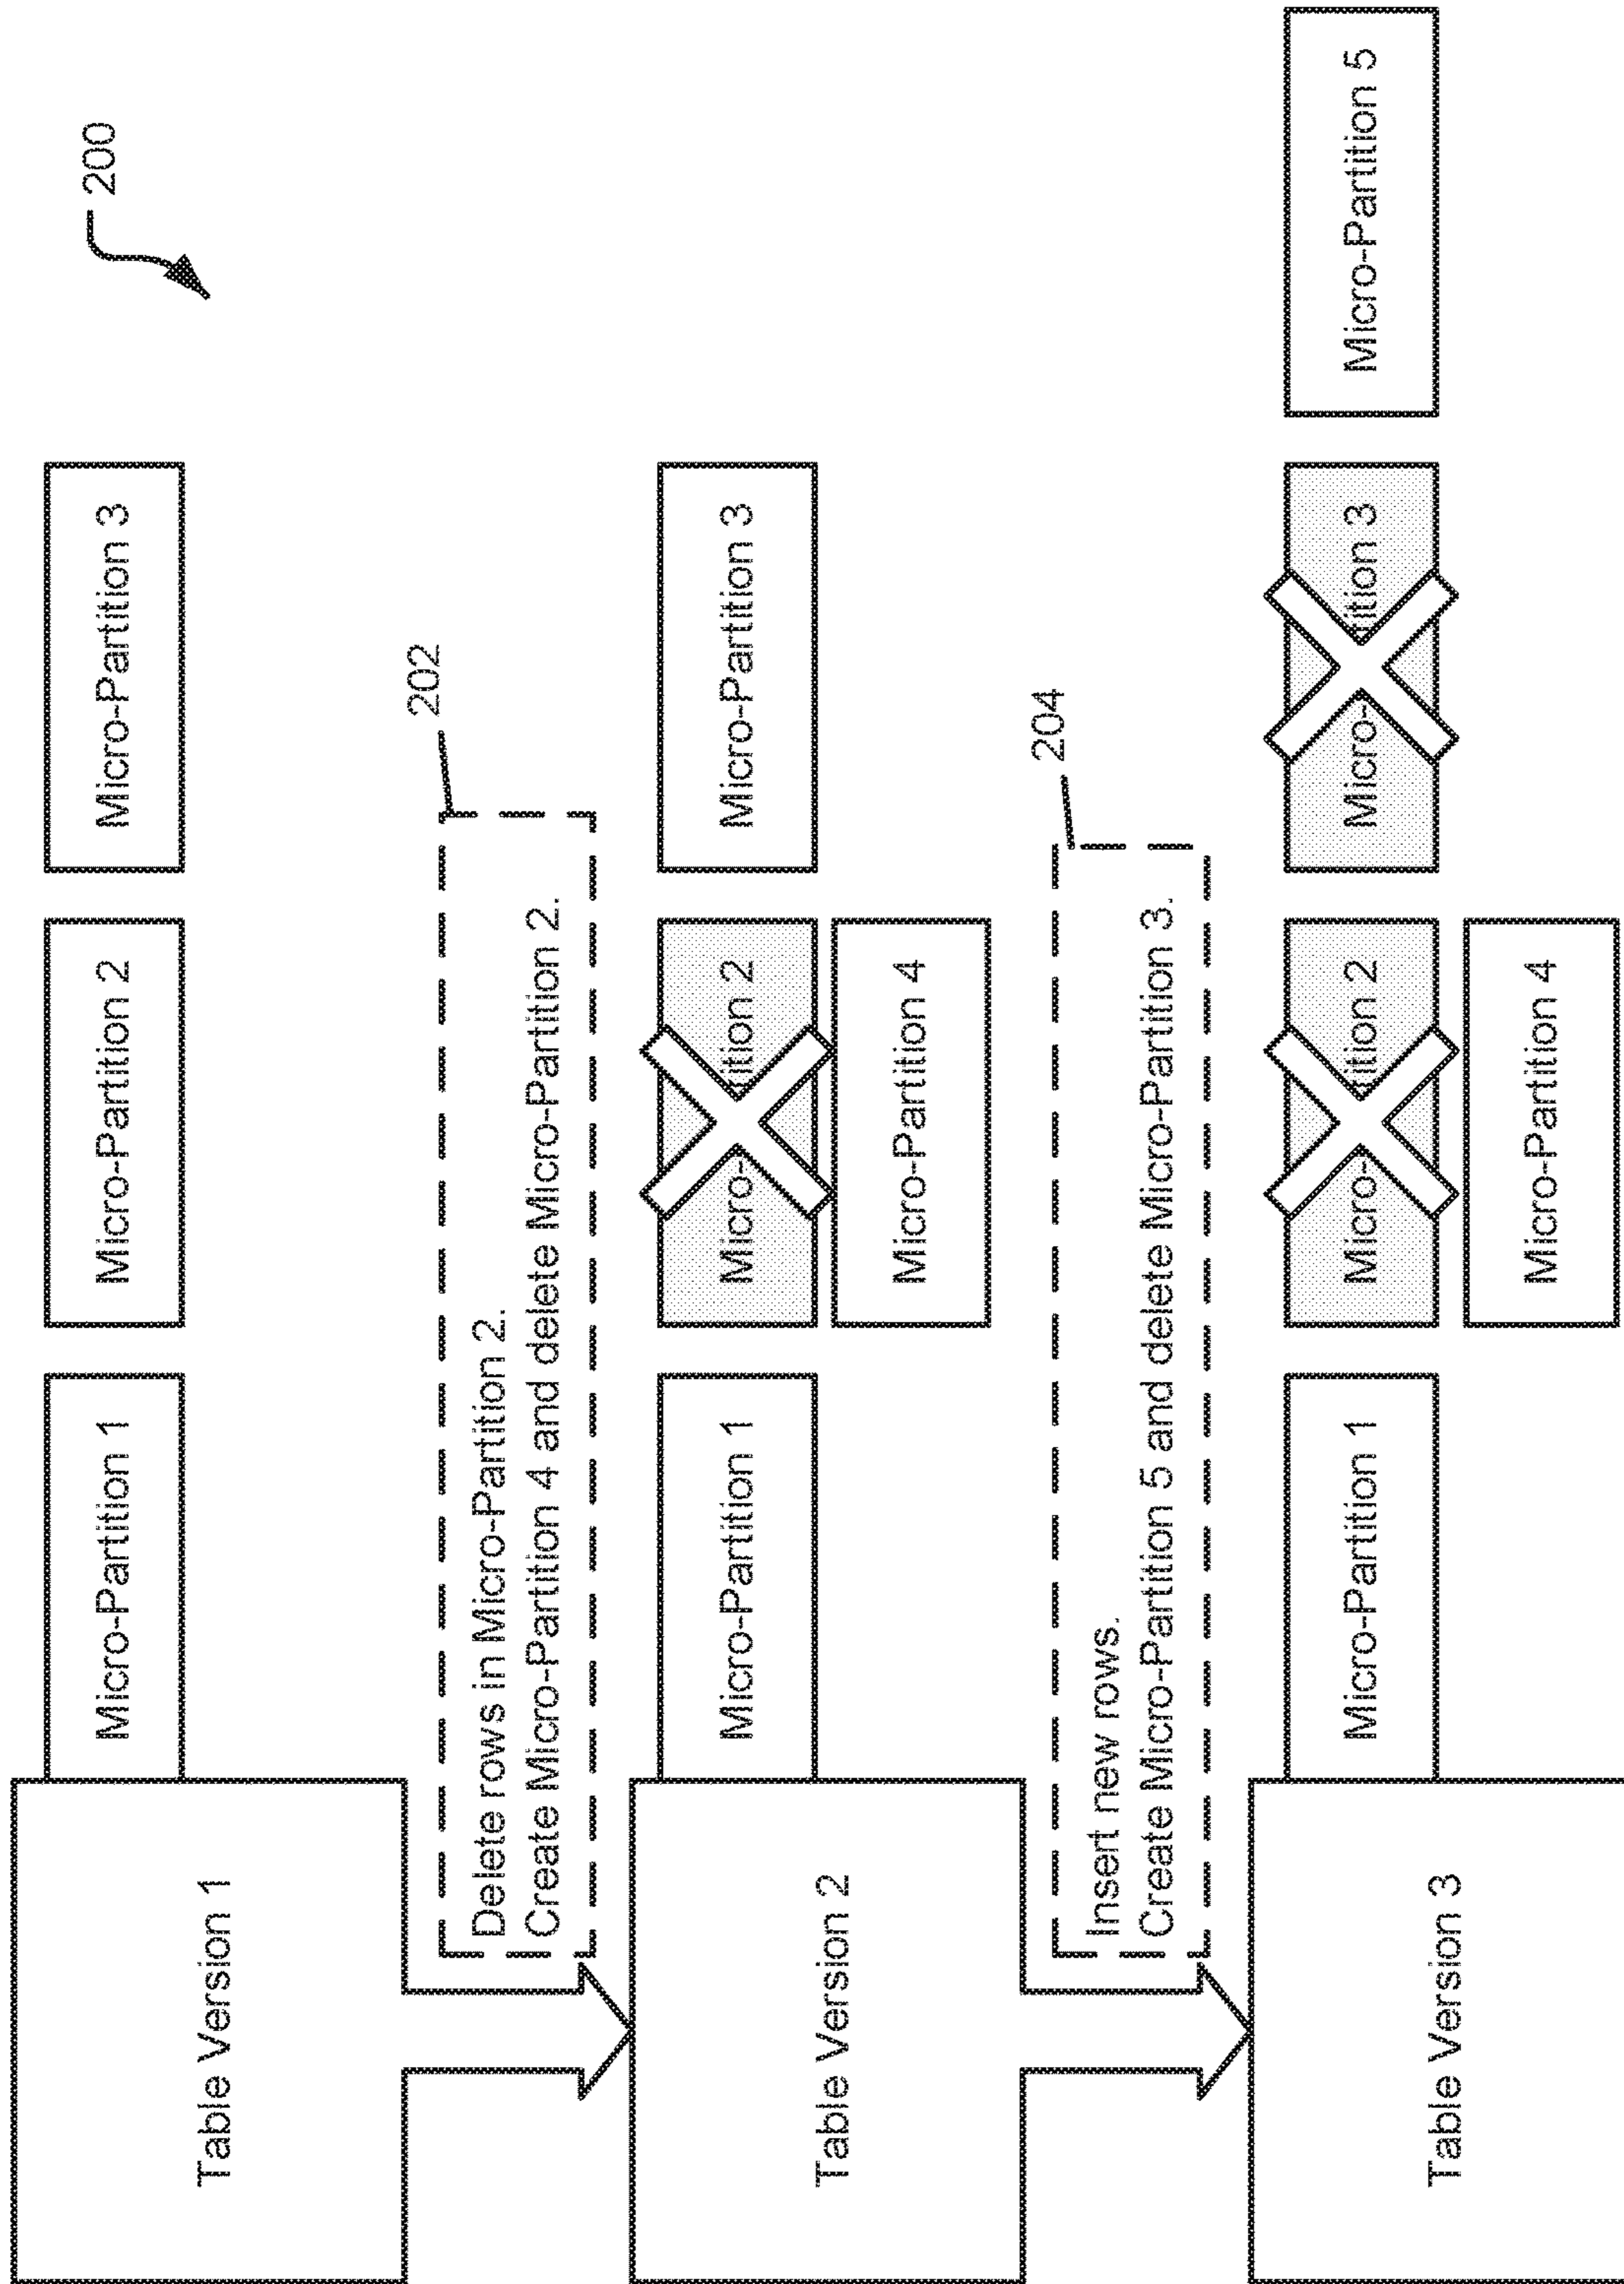 200
Micro-Partition 1
Micro-Partition 2
Micro-Partition 3
Table Version 1
202
Delete rows in Micro-Partition 2.
Create Micro-Partition 4 and delete Micro-Partition 2.
Micro-Partition 1
Micro-Partition 2
Micro-Partition 3
Table Version 2
Micro-Partition 4
204
Insert new rows.
Create Micro-Partition 5 and delete Micro-Partition 3.
Micro-Partition 1
Micro-Partition 2
Micro-Partition 3
Micro-Partition 5
Table Version 3
Micro-Partition 4